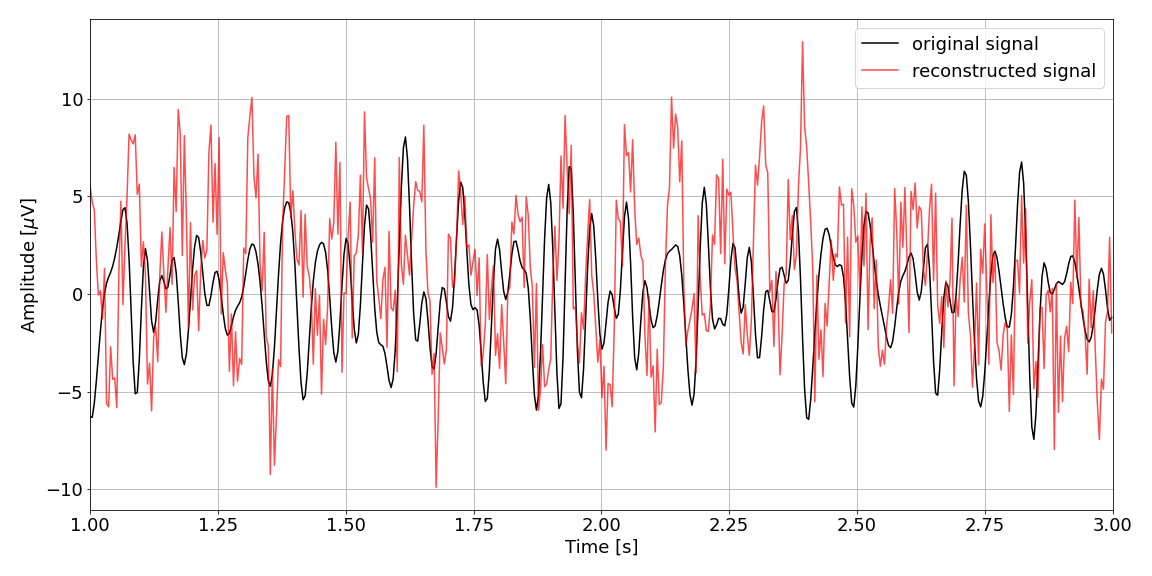 original signal
reconstructed signal
Amplitude [μV]
10
5
0
−5
−10
1.00 1.25 1.50 1.75 2.00 2.25 2.50 2.75 3.00
Time [s]